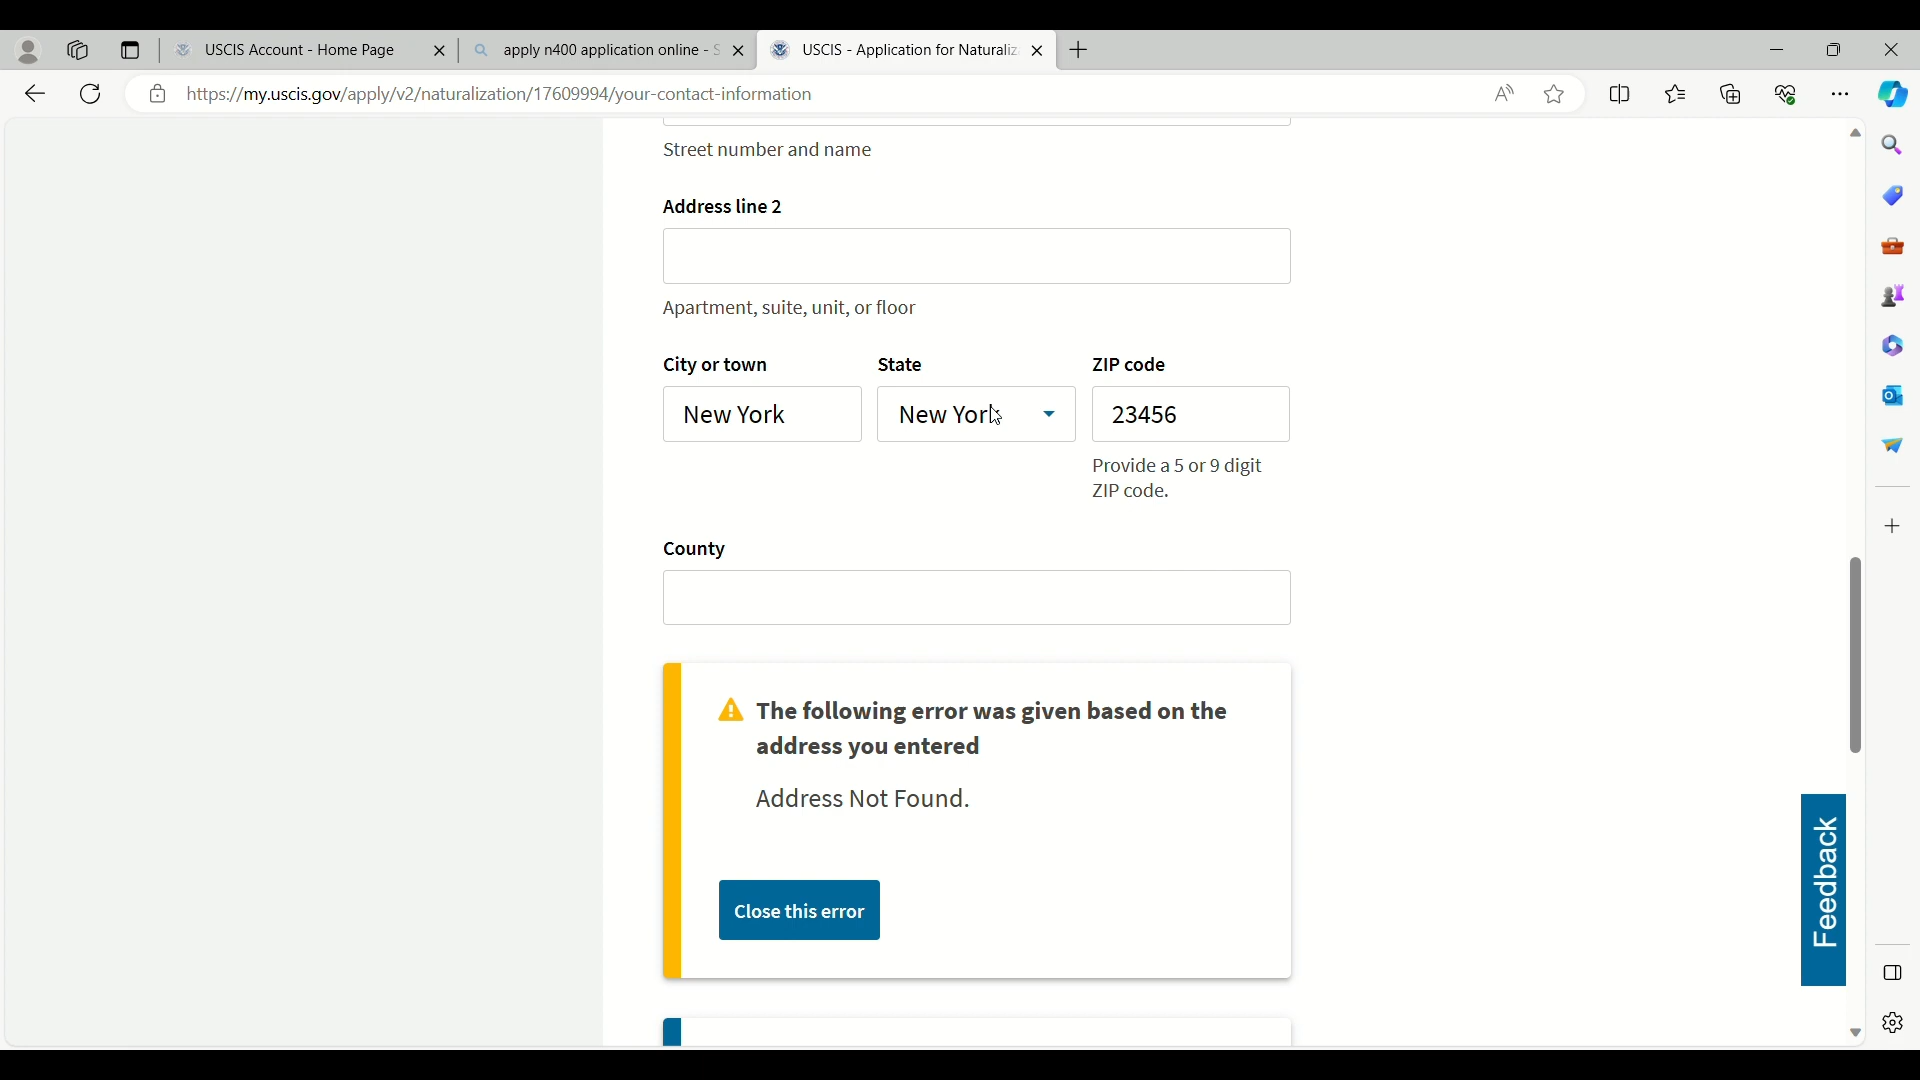 USCIS Account - Home Page
apply n400 application online - S
USCIS - Application for Naturaliz
https://my.uscis.gov/apply/v2/naturalization/17609994/your-contact-information
Street number and name
Address line 2
Apartment, suite, unit, or floor
City or town
State
ZIP code
New York
New York
23456
Provide a 5 or 9 digit
ZIP code.
County
The following error was given based on the
address you entered
Address Not Found.
Close this error
Feedback